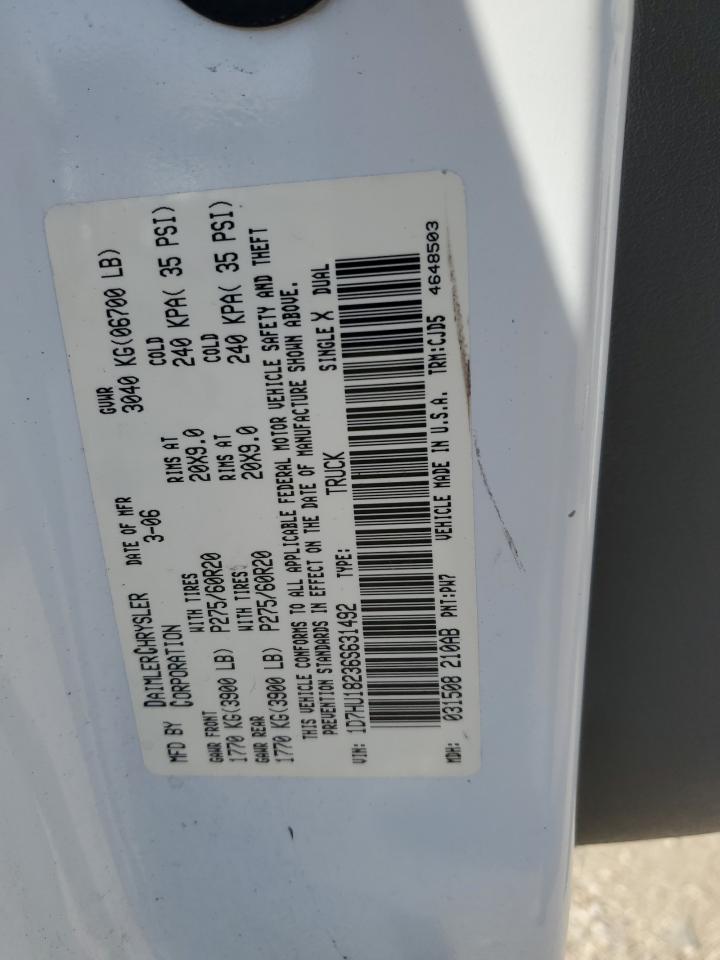 MFD BY DAIMLERCHRYSLER CORPORATION
DATE OF MFR 3-06
GVWR 3040 KG(06700 LB)
GAWR FRONT WITH TIRES RIMS AT COLD
1770 KG(3900 LB) P275/60R20 20X9.0 240 KPA( 35 PSI)
GAWR REAR WITH TIRES RIMS AT COLD
1770 KG(3900 LB) P275/60R20 20X9.0 240 KPA( 35 PSI)
THIS VEHICLE CONFORMS TO ALL APPLICABLE FEDERAL MOTOR VEHICLE SAFETY AND THEFT
PREVENTION STANDARDS IN EFFECT ON THE DATE OF MANUFACTURE SHOWN ABOVE.
VIN: 1D7HU18236S631492 TYPE: TRUCK SINGLE X DUAL
MDH: 031508 210AB PNT:PW7 VEHICLE MADE IN U.S.A. TRM:CJD5 4648503